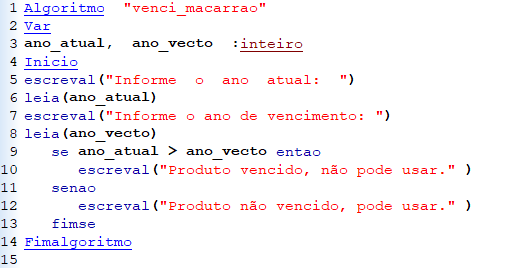 1 Algoritmo "venci_macarrao"
2 Var
3 ano_atual, ano_vecto :inteiro
4 Inicio
5 escreval("Informe o ano atual: ")
6 leia(ano_atual)
7 escreval("Informe o ano de vencimento: ")
8 leia(ano_vecto)
9 se ano_atual > ano_vecto entao
10 escreval("Produto vencido, não pode usar." )
11 senao
12 escreval("Produto não vencido, pode usar." )
13 fimse
14 Fimalgoritmo
15